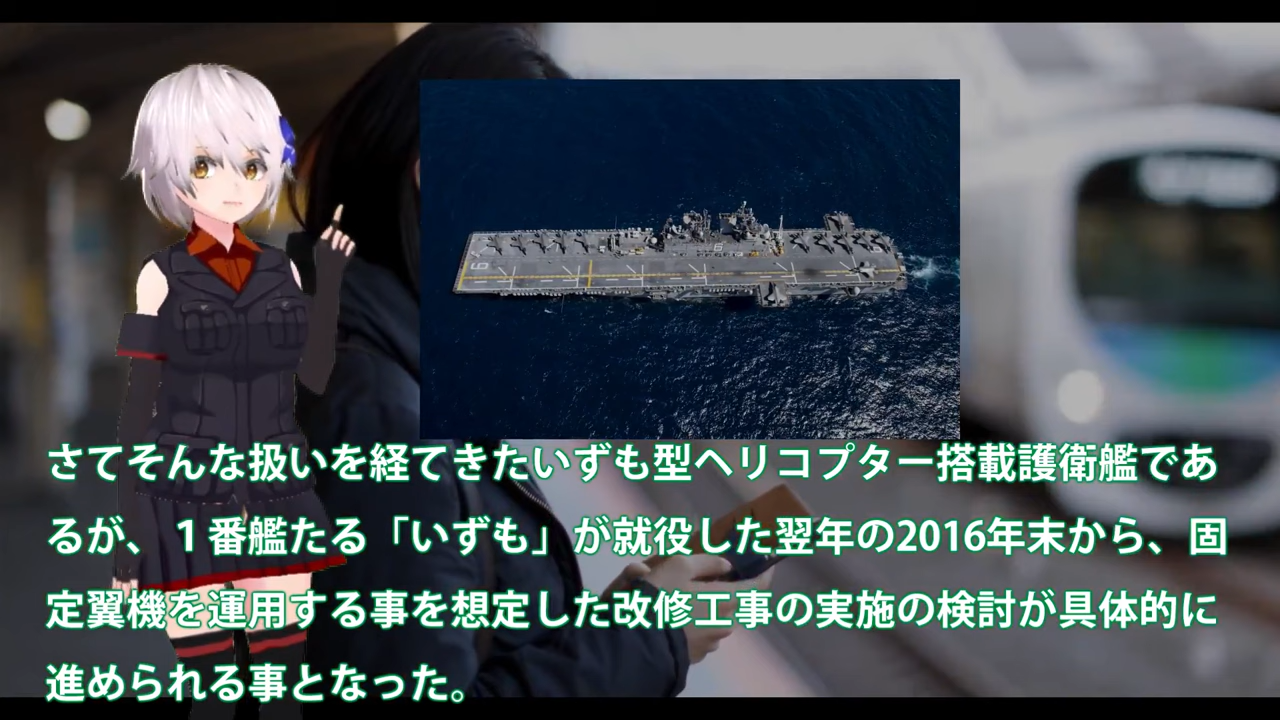 さてそんな扱いを経てきたいずも型ヘリコプター搭載護衛艦であ
るが、１番艦たる「いずも」が就役した翌年の2016年末から、固
定翼機を運用する事を想定した改修工事の実施の検討が具体的に
進められる事となった。
6
6